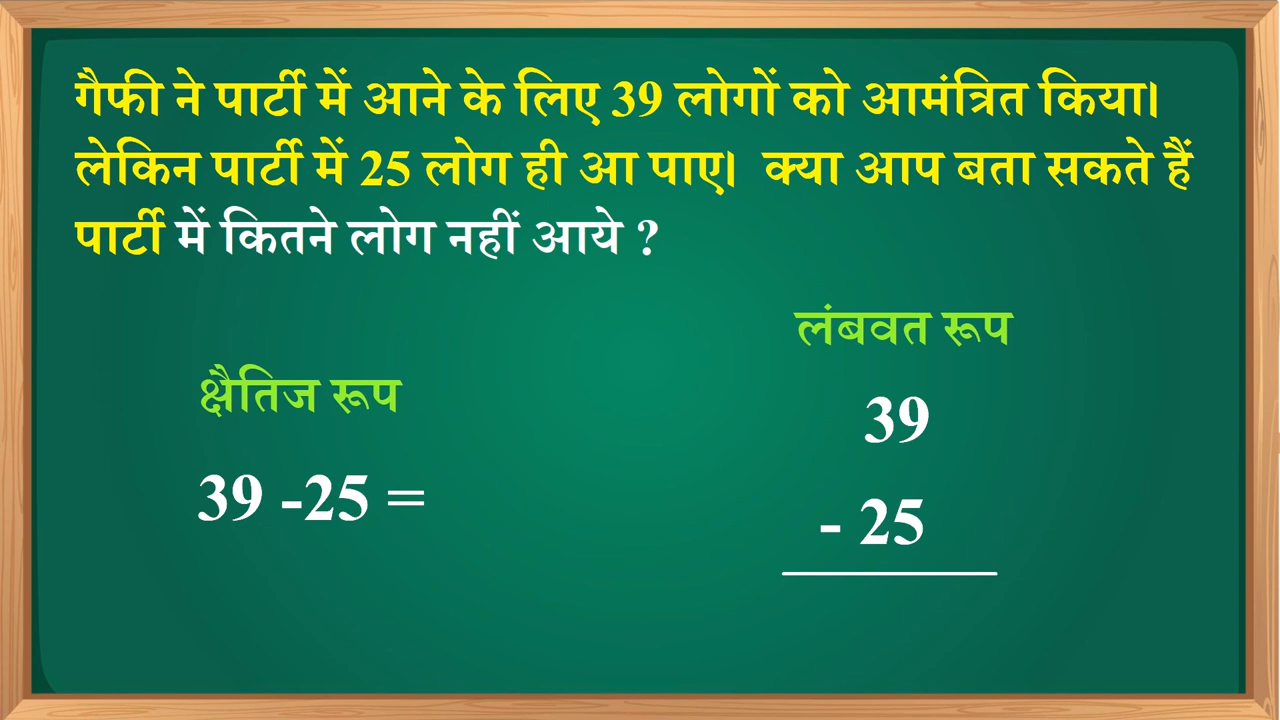 गैफी ने पार्टी में आने के लिए 39 लोगों को आमंत्रित किया।
लेकिन पार्टी में 25 लोग ही आ पाए। क्या आप बता सकते हैं
पार्टी में कितने लोग नहीं आये ?
लंबवत रूप
क्षैतिज रूप
39
39 -25 =
- 25